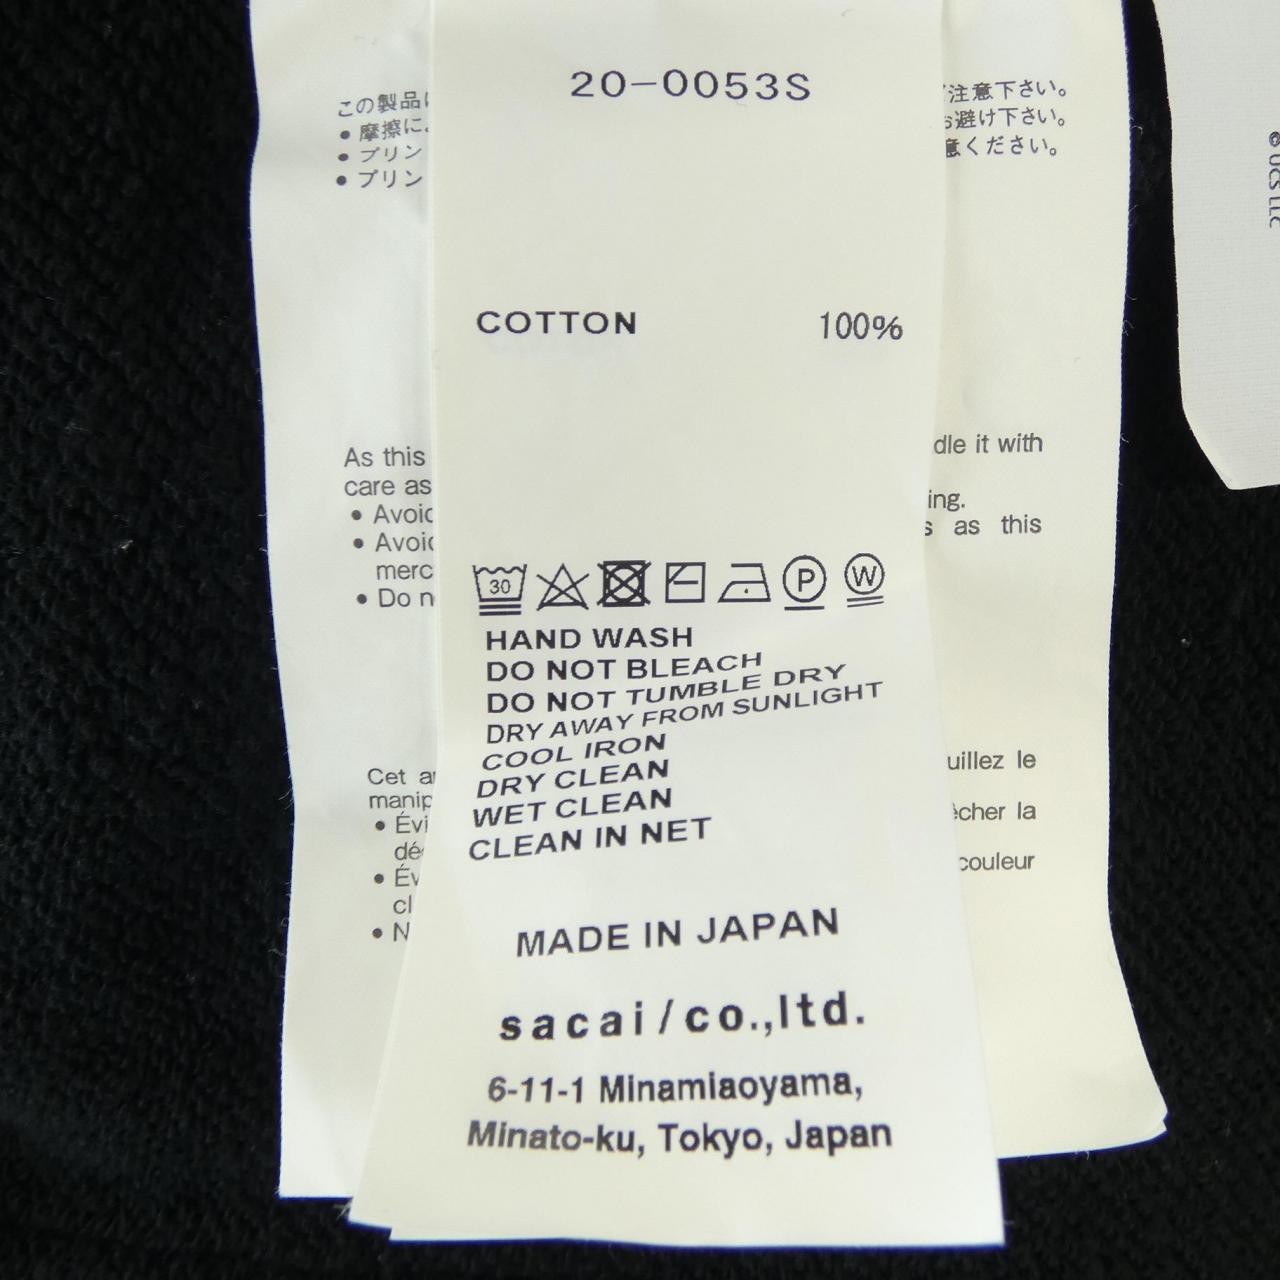 20-0053S
COTTON 100%
30
P
W
HAND WASH
DO NOT BLEACH
DO NOT TUMBLE DRY
DRY AWAY FROM SUNLIGHT
COOL IRON
DRY CLEAN
WET CLEAN
CLEAN IN NET
MADE IN JAPAN
sacai/co.,ltd.
6-11-1 Minamiaoyama,
Minato-ku, Tokyo, Japan
この製品
• 摩擦に
• プリン
• プリン
注意下さい。
避け下さい。
意ください。
As this
care as
• Avoid
• Avoid
merc
• Do n
dle it with
ing.
s as this
Cet a
manip
• Évi
dé
• Év
cl
• N
uillez le
êcher la
couleur
© UCS LLC